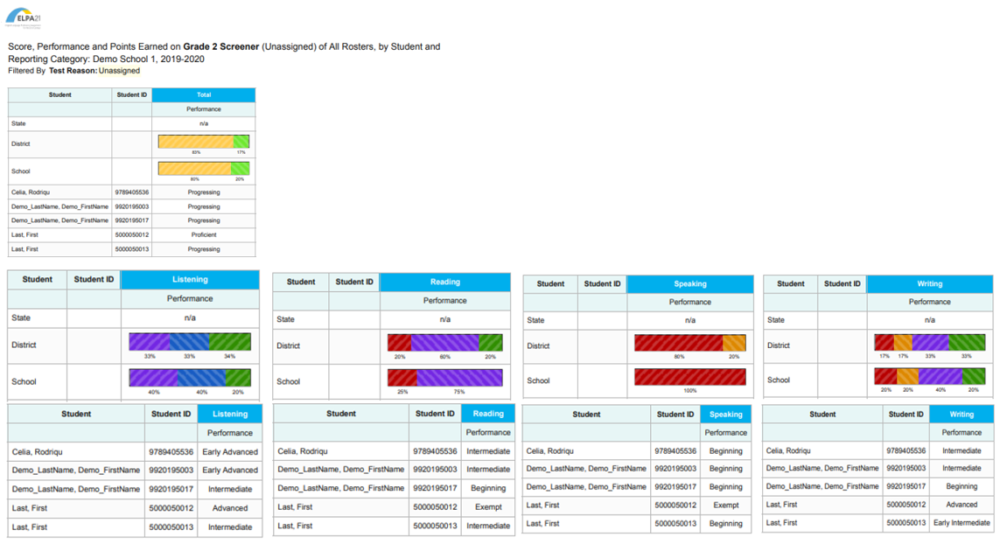 ELPA21
Score, Performance and Points Earned on Grade 2 Screener (Unassigned) of All Rosters, by Student and
Reporting Category: Demo School 1, 2019-2020
Filtered By Test Reason: Unassigned
Student Student ID Total
Performance
State n/a
District
83% 17%
School
80% 20%
Celia, Rodriqu 9789405536 Progressing
Demo_LastName, Demo_FirstName 9920195003 Progressing
Demo_LastName, Demo_FirstName 9920195017 Progressing
Last, First 5000050012 Proficient
Last, First 5000050013 Progressing
Student Student ID Listening
Performance
State n/a
District
33% 33% 34%
School
40% 40% 20%
Student Student ID Listening
Performance
Celia, Rodriqu 9789405536 Early Advanced
Demo_LastName, Demo_FirstName 9920195003 Early Advanced
Demo_LastName, Demo_FirstName 9920195017 Intermediate
Last, First 5000050012 Advanced
Last, First 5000050013 Intermediate
Student Student ID Reading
Performance
State n/a
District
20% 60% 20%
School
25% 75%
Student Student ID Reading
Performance
Celia, Rodriqu 9789405536 Intermediate
Demo_LastName, Demo_FirstName 9920195003 Intermediate
Demo_LastName, Demo_FirstName 9920195017 Beginning
Last, First 5000050012 Exempt
Last, First 5000050013 Intermediate
Student Student ID Speaking
Performance
State n/a
District
80% 20%
School
100%
Student Student ID Speaking
Performance
Celia, Rodriqu 9789405536 Beginning
Demo_LastName, Demo_FirstName 9920195003 Beginning
Demo_LastName, Demo_FirstName 9920195017 Beginning
Last, First 5000050012 Exempt
Last, First 5000050013 Beginning
Student Student ID Writing
Performance
State n/a
District
17% 17% 33% 33%
School
20% 20% 40% 20%
Student Student ID Writing
Performance
Celia, Rodriqu 9789405536 Intermediate
Demo_LastName, Demo_FirstName 9920195003 Intermediate
Demo_LastName, Demo_FirstName 9920195017 Beginning
Last, First 5000050012 Advanced
Last, First 5000050013 Early Intermediate